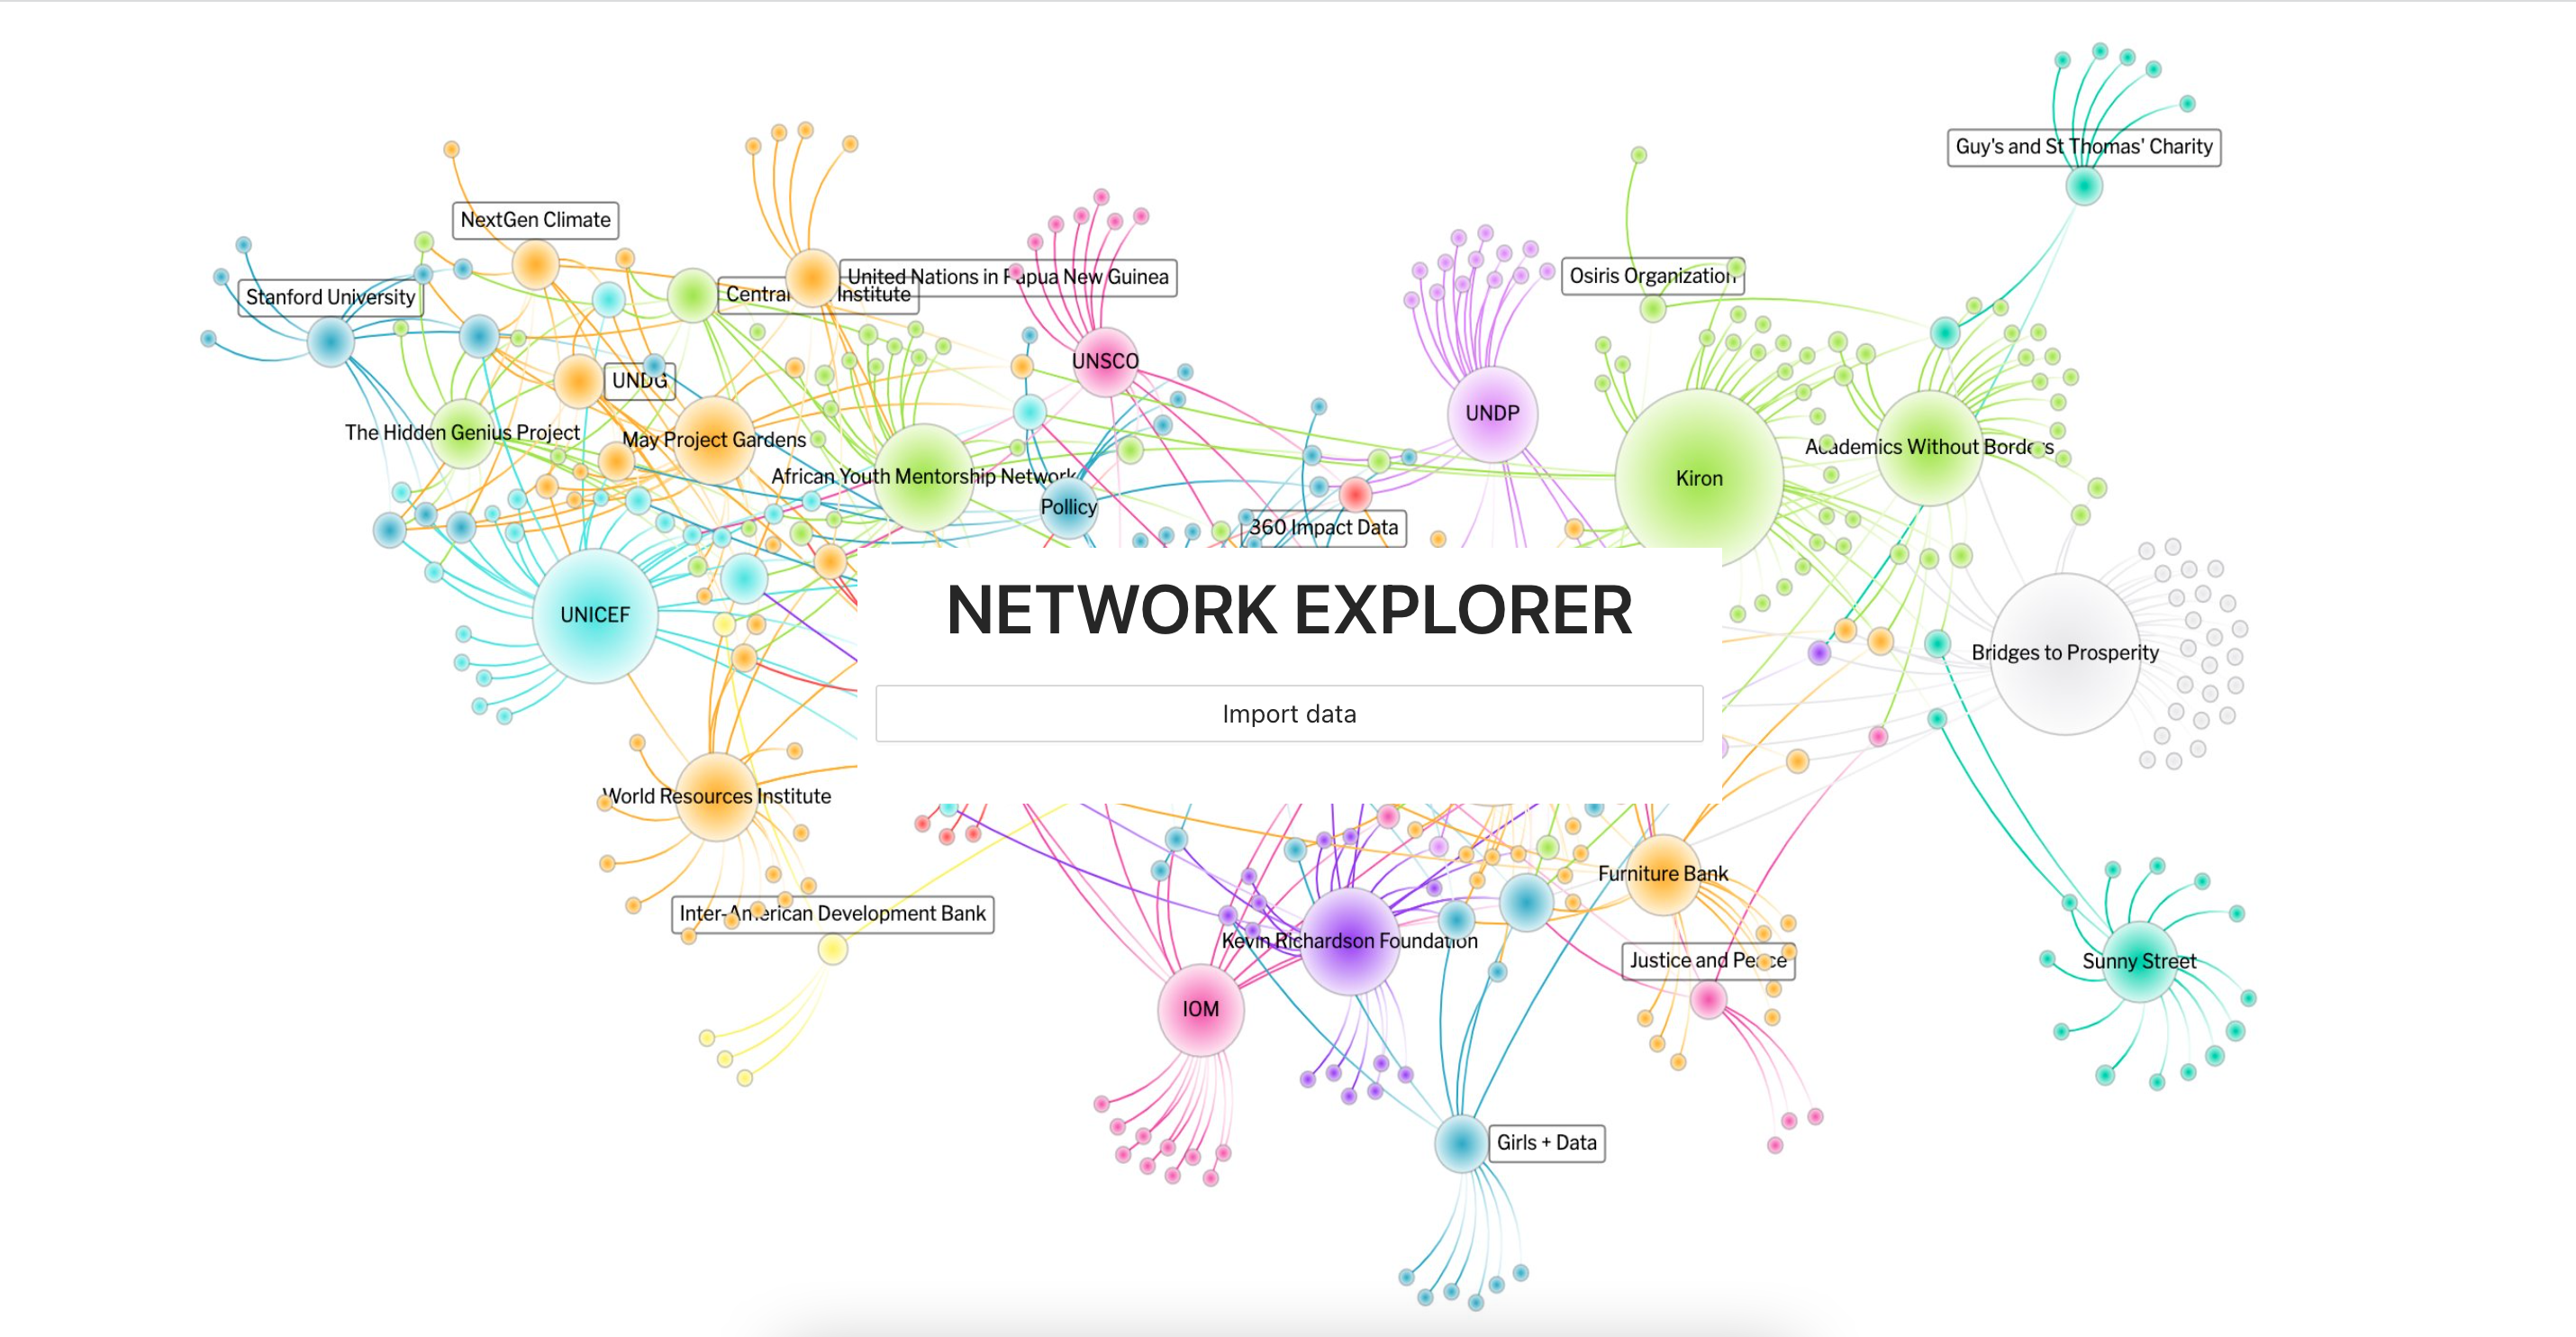 Guy's and St Thomas' Charity
NextGen Climate
United Nations in Papua New Guinea
Osiris Organization
Central
Institute
Stanford University
UNSCO
UNDG
UNDP
The Hidden Genius Project
May Project Gardens
Academics Without Borders
African Youth Mentorship Network
Kiron
Pollicy
360 Impact Data
UNICEF
NETWORK EXPLORER
Bridges to Prosperity
Import data
World Resources Institute
Furniture Bank
Inter-American Development Bank
Kevin Richardson Foundation
Justice and Peace
Sunny Street
IOM
Girls + Data